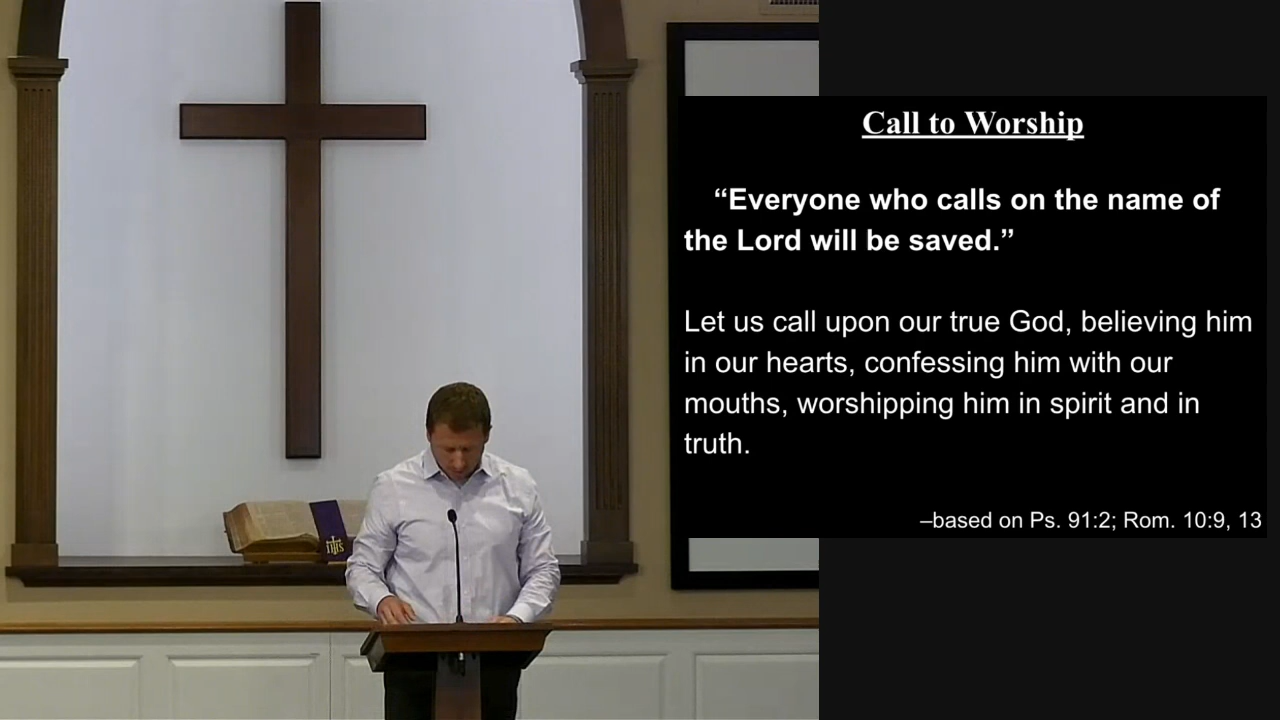 Call to Worship
“Everyone who calls on the name of
the Lord will be saved.”
Let us call upon our true God, believing him
in our hearts, confessing him with our
mouths, worshipping him in spirit and in
truth.
–based on Ps. 91:2; Rom. 10:9, 13
IHS